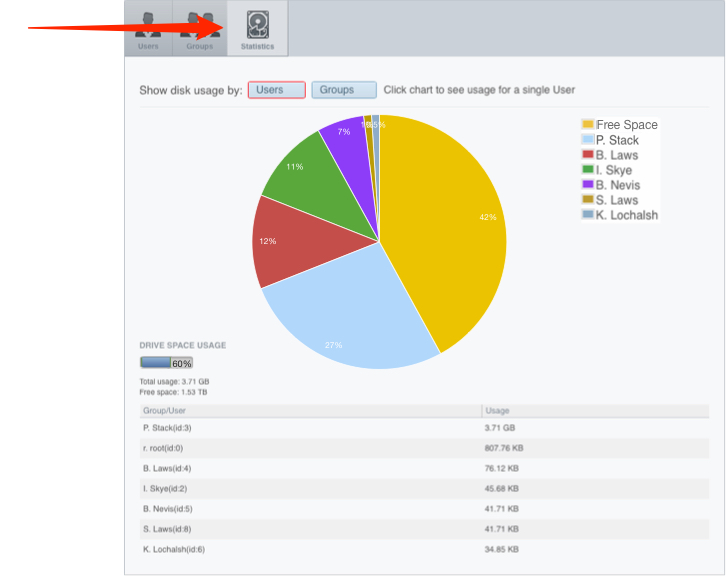 Users Groups Statistics
Show disk usage by: Users Groups Click chart to see usage for a single User
Free Space
P. Stack
B. Laws
I. Skye
B. Nevis
S. Laws
K. Lochalsh
7%
11%
42%
12%
27%
DRIVE SPACE USAGE
60%
Total usage: 3.71 GB
Free space: 1.53 TB
Group/User Usage
P. Stack(id:3) 3.71 GB
r. root(id:0) 807.76 KB
B. Laws(id:4) 76.12 KB
I. Skye(id:2) 45.68 KB
B. Nevis(id:5) 41.71 KB
S. Laws(id:8) 41.71 KB
K. Lochalsh(id:6) 34.85 KB